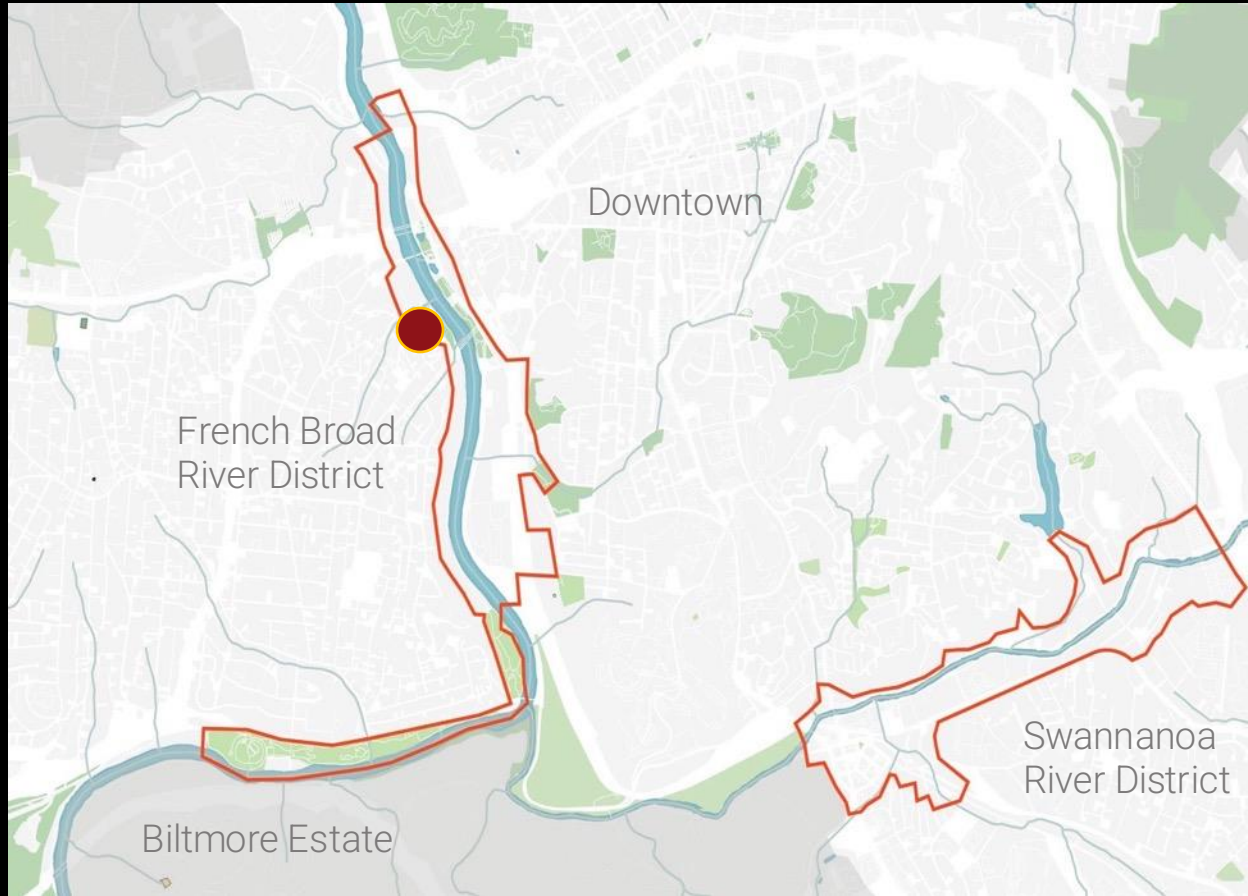 Downtown
French Broad
River District
Swannanoa
River District
Biltmore Estate